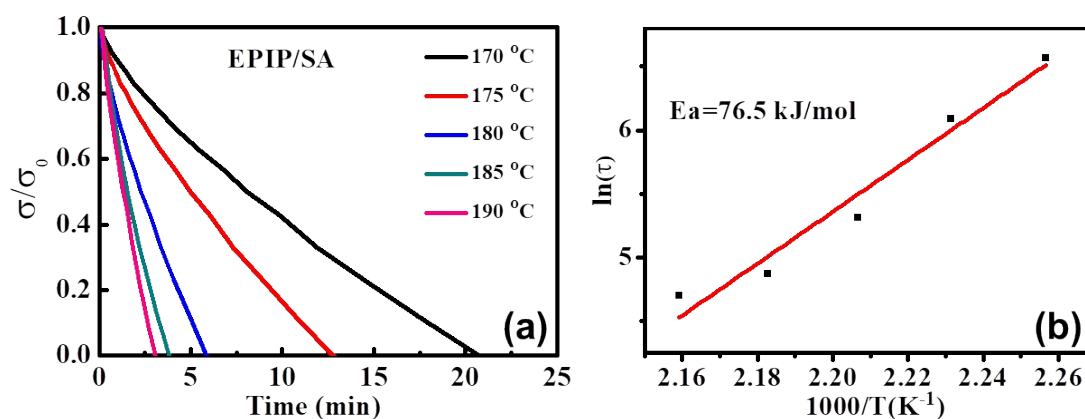 1.0
0.8
0.6
0.4
0.2
0.0
σ/σ0
EPIP/SA
170 °C
175 °C
180 °C
185 °C
190 °C
(a)
0 5 10 15 20 25
Time (min)
6
5
ln(τ)
Ea=76.5 kJ/mol
(b)
2.16 2.18 2.20 2.22 2.24 2.26
1000/T(K-1)